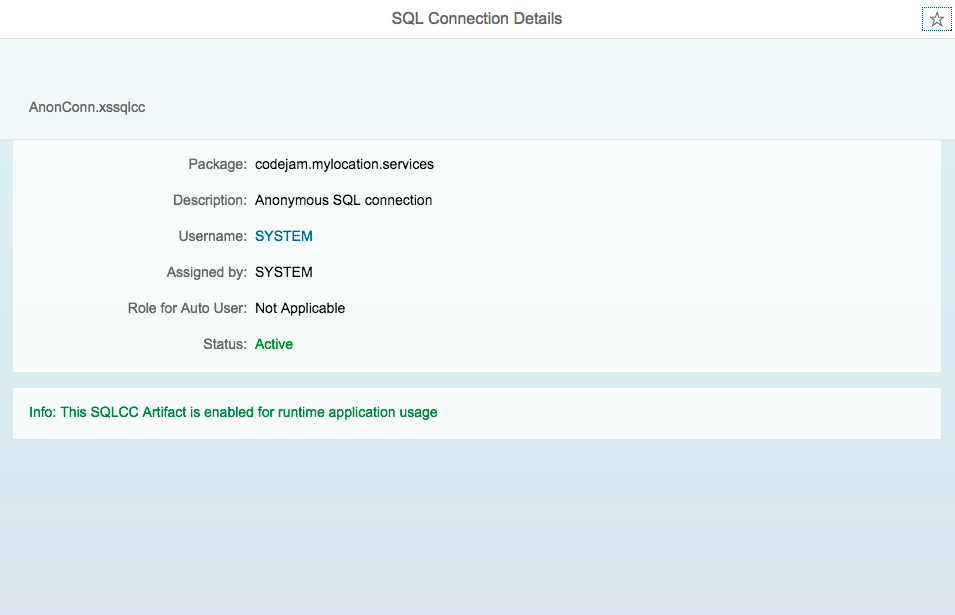 SQL Connection Details
AnonConn.xssqlcc
Package: codejam.mylocation.services
Description: Anonymous SQL connection
Username: SYSTEM
Assigned by: SYSTEM
Role for Auto User: Not Applicable
Status: Active
Info: This SQLCC Artifact is enabled for runtime application usage